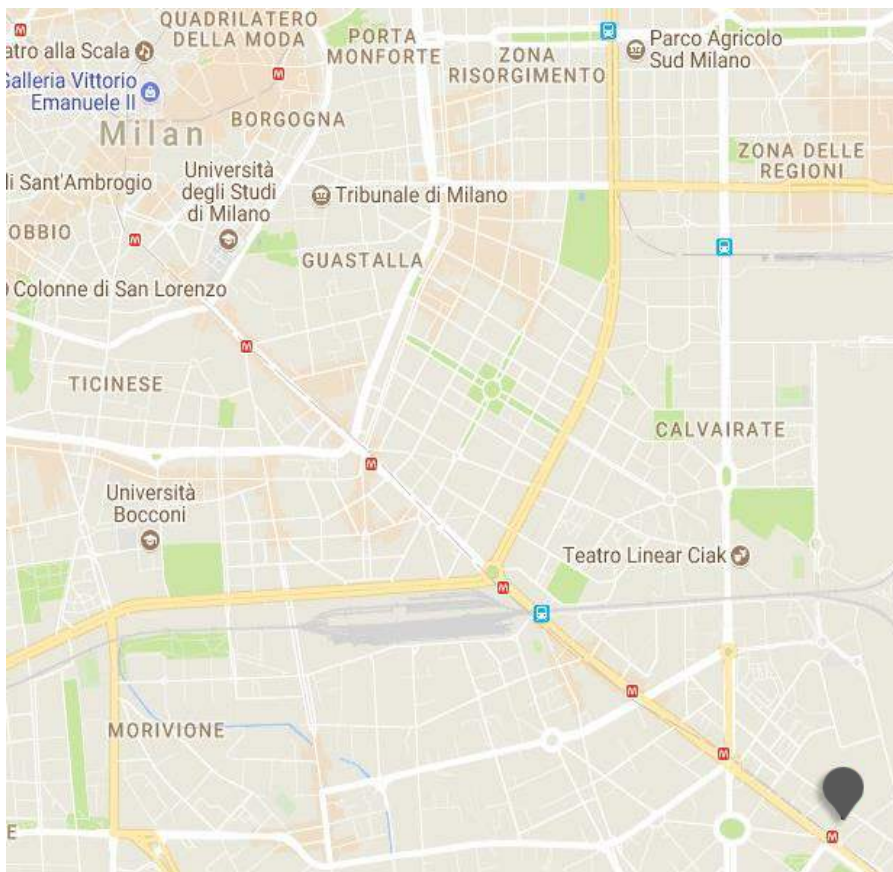 QUADRILATERO
DELLA MODA
PORTA
MONFORTE
ZONA
RISORGIMENTO
Parco Agricolo
Sud Milano
atro alla Scala
Galleria Vittorio
Emanuele II
BORGOGNA
Milan
ZONA DELLE
REGIONI
di Sant'Ambrogio
Università
degli Studi
di Milano
Tribunale di Milano
OBBIO
GUASTALLA
Colonne di San Lorenzo
TICINESE
CALVAIRATE
Università
Bocconi
Teatro Linear Ciak
MORIVIONE
E
M
M
M
M
M
M
M
M
M